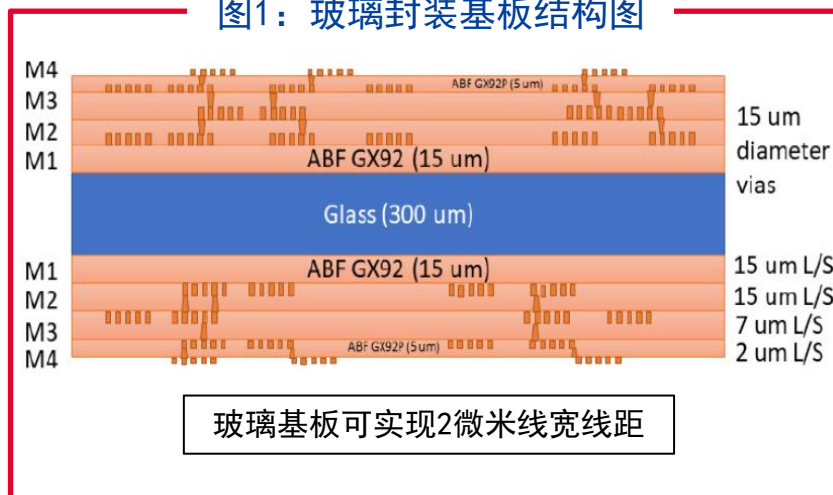 图1：玻璃封装基板结构图
M4
ABF GX92P (5 um)
M3
M2
M1
ABF GX92 (15 um)
15 um
diameter
vias
Glass (300 um)
M1
ABF GX92 (15 um)
15 um L/S
M2
15 um L/S
M3
7 um L/S
ABF GX92P (5um)
M4
2 um L/S
玻璃基板可实现2微米线宽线距